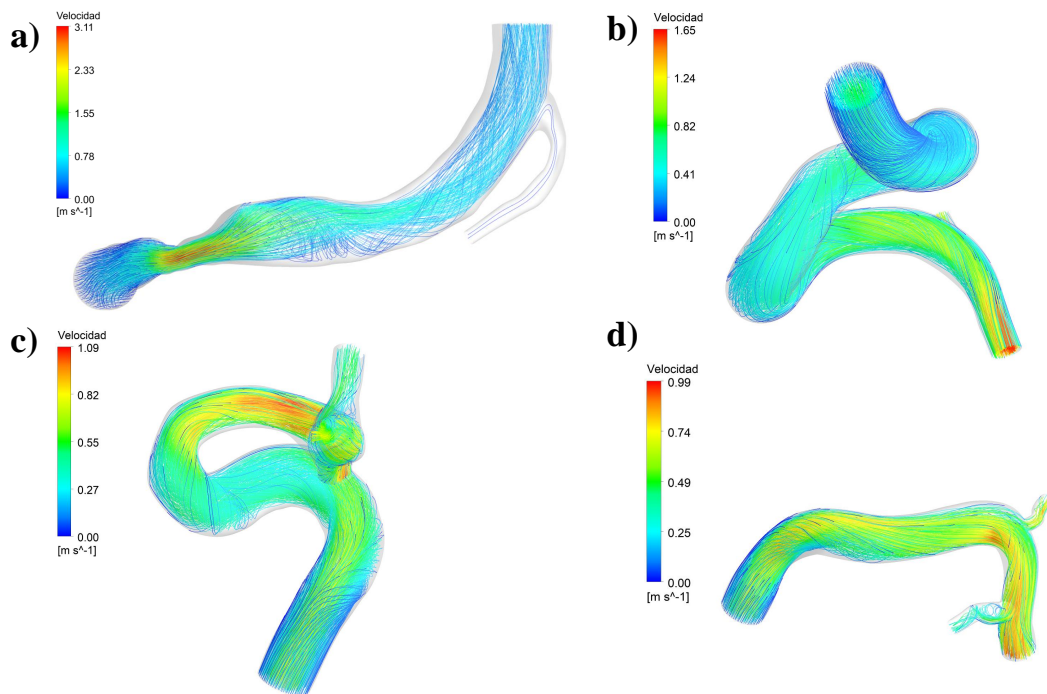 a)
Velocidad
3.11
2.33
1.55
0.78
0.00
[m s^-1]
b)
Velocidad
1.65
1.24
0.82
0.41
0.00
[m s^-1]
c)
Velocidad
1.09
0.82
0.55
0.27
0.00
[m s^-1]
d)
Velocidad
0.99
0.74
0.49
0.25
0.00
[m s^-1]